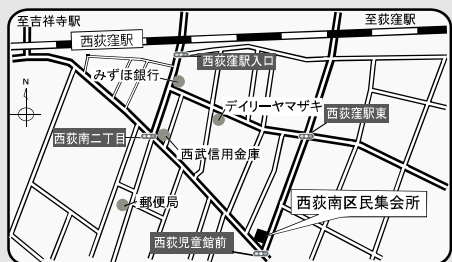 至吉祥寺駅
至荻窪駅
西荻窪駅
西荻窪駅入口
みずほ銀行
N
デイリーヤマザキ
西荻窪駅東
西荻南二丁目
西武信用金庫
郵便局
西荻南区民集会所
西荻児童館前